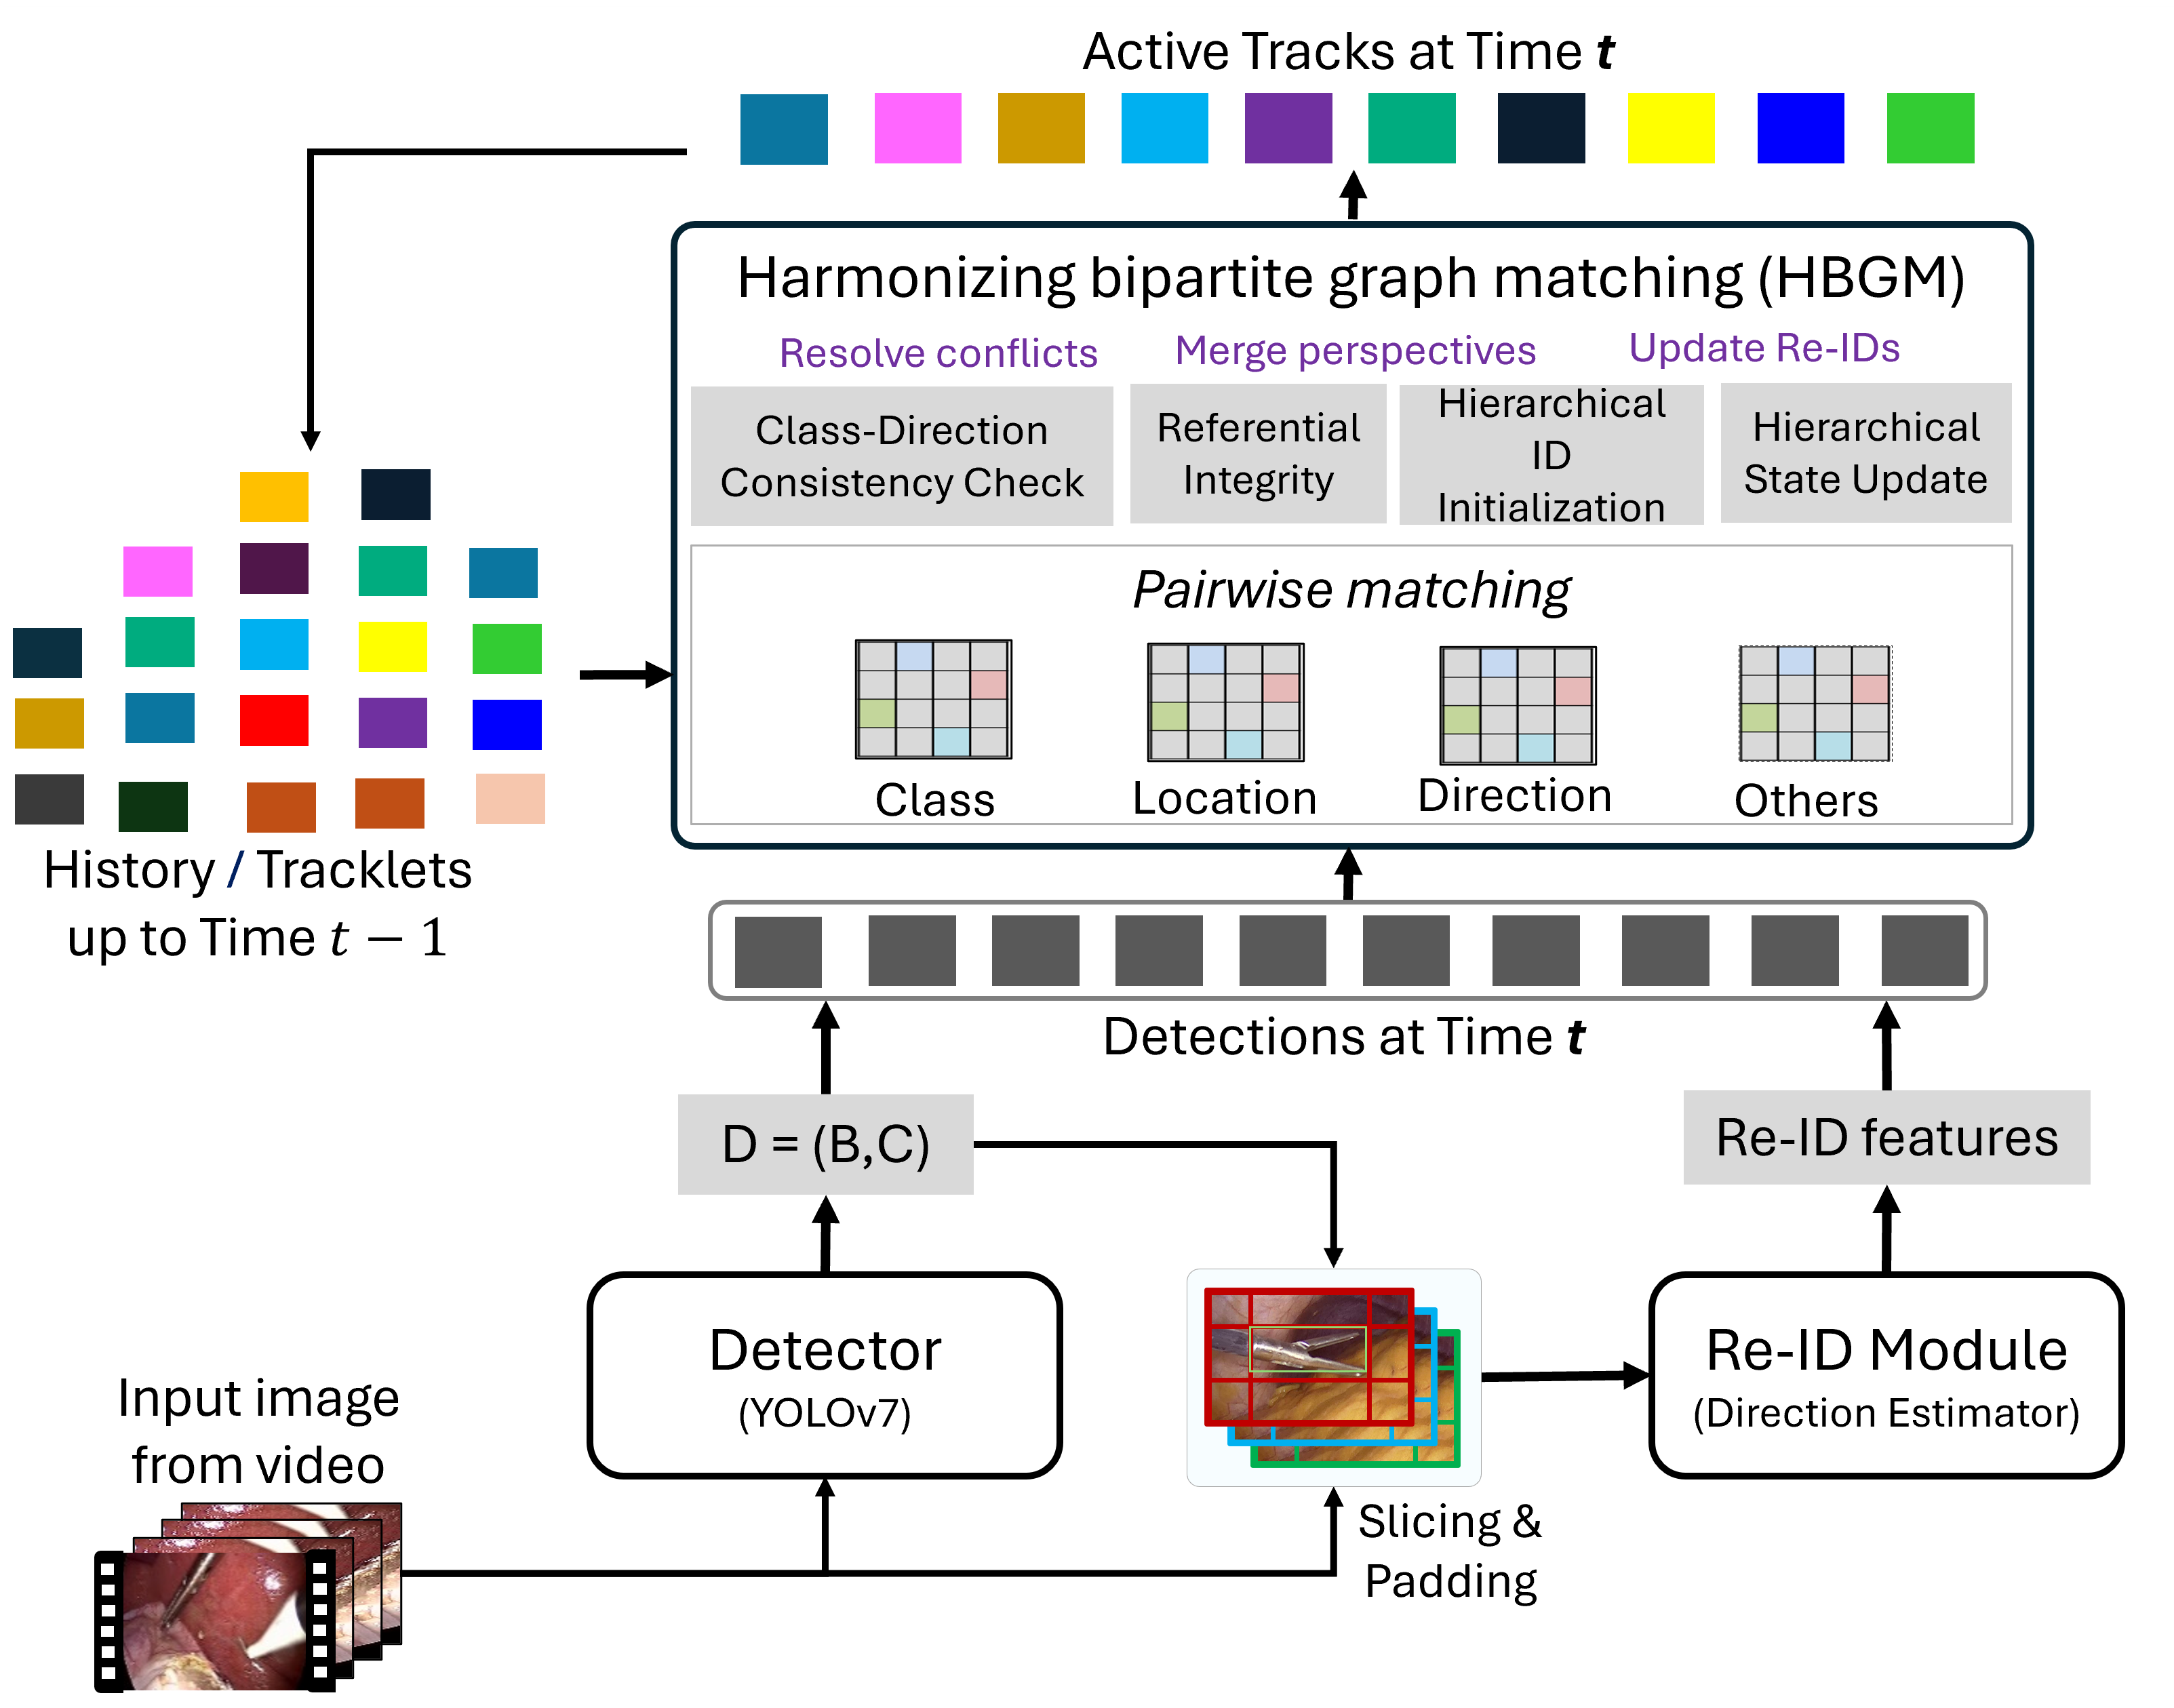 Active Tracks at Time t
Harmonizing bipartite graph matching (HBGM)
Resolve conflicts
Merge perspectives
Update Re-IDs
Class-Direction
Consistency Check
Referential
Integrity
Hierarchical
ID
Initialization
Hierarchical
State Update
Pairwise matching
Class
Location
Direction
Others
History / Tracklets
up to Time t − 1
Detections at Time t
D = (B,C)
Re-ID features
Detector
(YOLOv7)
Re-ID Module
(Direction Estimator)
Input image
from video
Slicing &
Padding